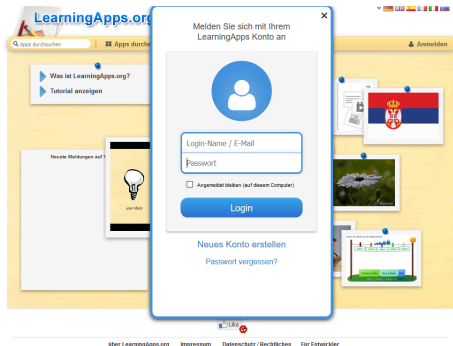 LearningApps.org
Melden Sie sich mit Ihrem
LearningApps Konto an
×
Apps durchsuchen
Apps durchs
Anmelden
Was ist LearningApps.org?
Tutorial anzeigen
Neuste Meldungen auf
Login-Name / E-Mail
Passwort
Angemeldet bleiben (auf diesem Computer)
Login
Neues Konto erstellen
Passwort vergessen?
Like
über LearningApps.org
Impressum
Datenschutz / Rechtliches
Für Entwickler